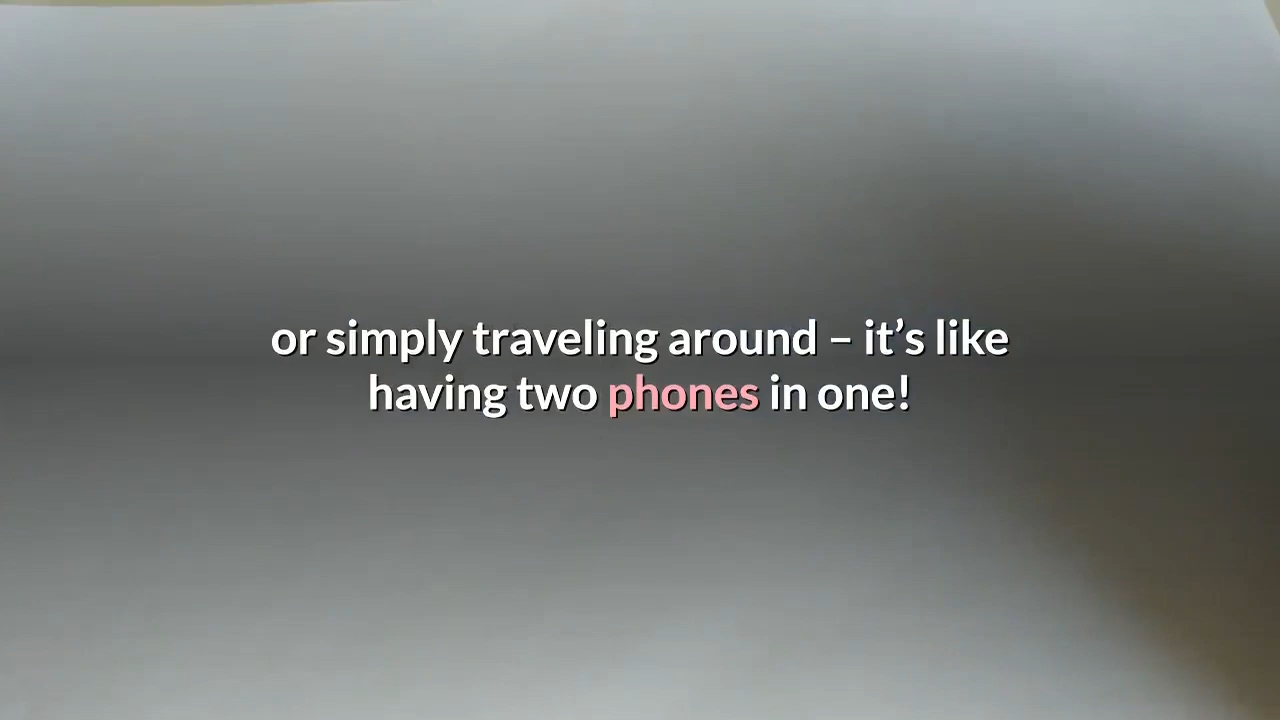 or simply traveling around – it’s like
having two phones in one!